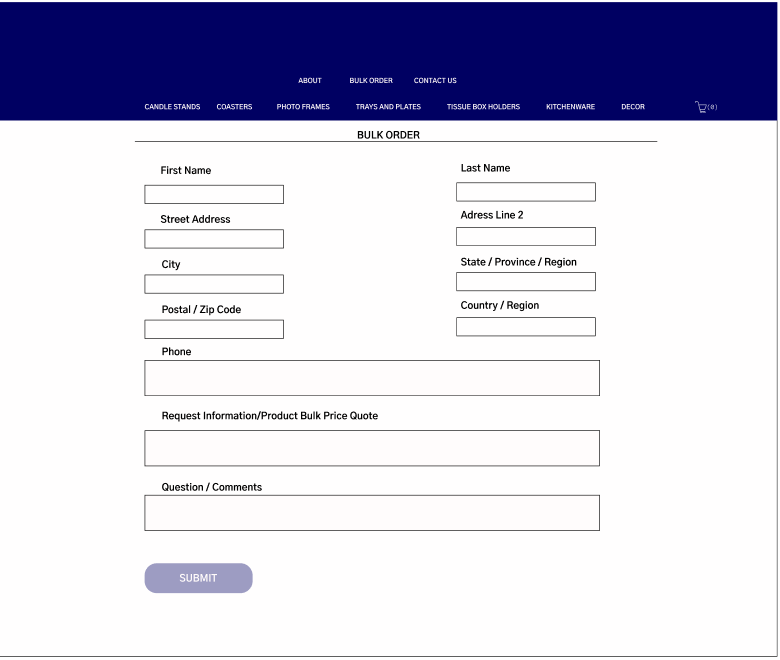 ABOUT BULK ORDER CONTACT US
CANDLE STANDS COASTERS PHOTO FRAMES TRAYS AND PLATES TISSUE BOX HOLDERS KITCHENWARE DECOR (0)
BULK ORDER
First Name Last Name
Street Address Adress Line 2
City State / Province / Region
Postal / Zip Code Country / Region
Phone
Request Information/Product Bulk Price Quote
Question / Comments
SUBMIT